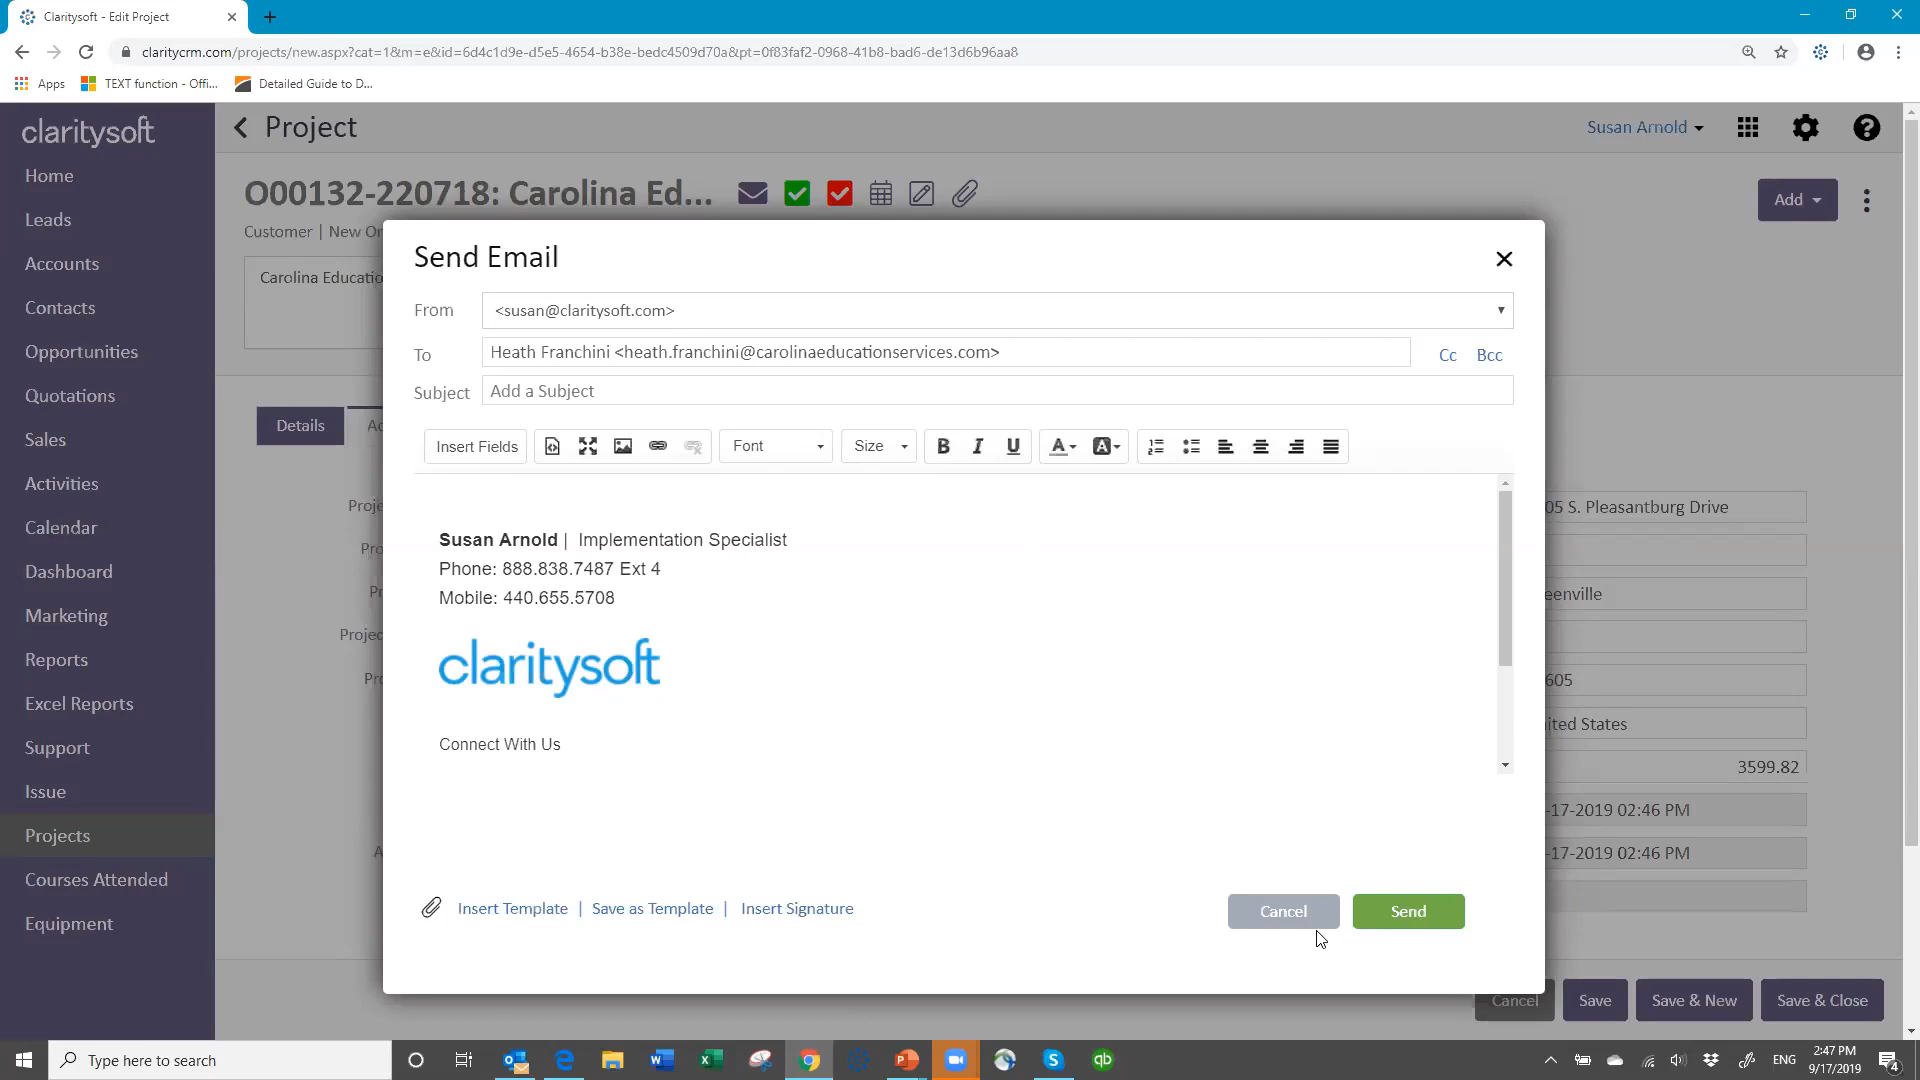 Claritysoft - Edit Project
claritycrm.com/projects/new.aspx?cat=1&m=e&id=6d4c1d9e-d5e5-4654-b38e-bedc4509d70a&pt=0f83faf2-0968-41b8-bad6-de13d6b96aa8
Apps
TEXT function - Offi...
Detailed Guide to D...
claritysoft
Project
Susan Arnold
Home
Leads
Accounts
Contacts
Opportunities
Quotations
Sales
Activities
Calendar
Dashboard
Marketing
Reports
Excel Reports
Support
Issue
Projects
Courses Attended
Equipment
O00132-220718: Carolina Ed...
Add
Customer | New Or
Carolina Educatio
Details
Ac
Proje
Pro
Pr
Projec
Pro
A
Send Email
From <susan@claritysoft.com>
To Heath Franchini <heath.franchini@carolinaeducationservices.com> Cc Bcc
Subject Add a Subject
Insert Fields Font Size B I U A A
Susan Arnold | Implementation Specialist
Phone: 888.838.7487 Ext 4
Mobile: 440.655.5708
claritysoft
Connect With Us
Insert Template | Save as Template | Insert Signature
Cancel Send
05 S. Pleasantburg Drive
eenville
605
ited States
3599.82
-17-2019 02:46 PM
-17-2019 02:46 PM
Cancel Save Save & New Save & Close
Type here to search
ENG
2:47 PM
9/17/2019
4